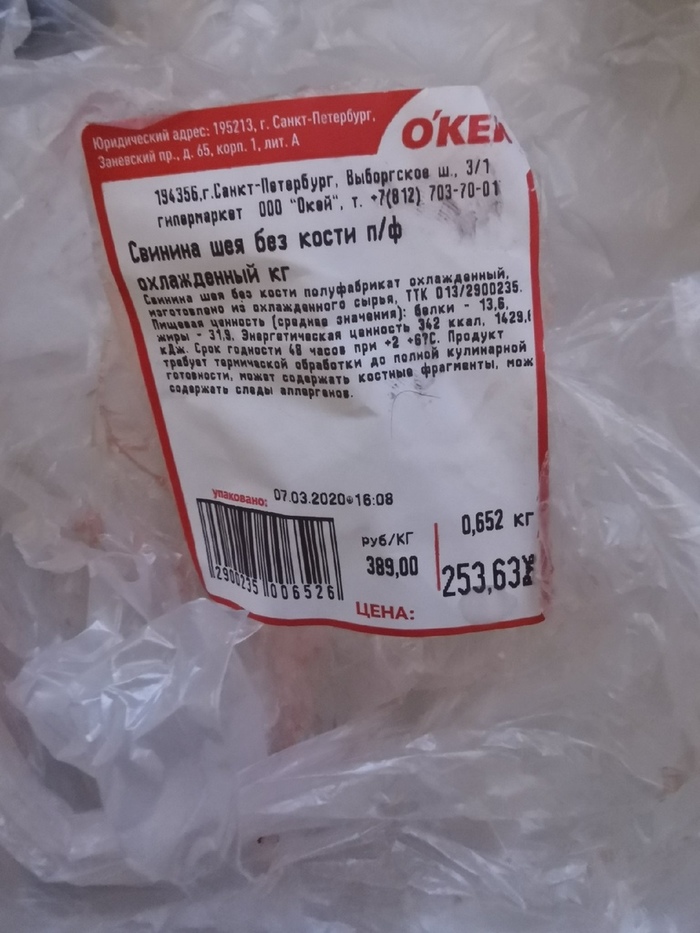 Юридический адрес: 195213, г. Санкт-Петербург,
Заневский пр., д. 65, корп. 1, лит. А
О'КЕЙ
194356,г.Санкт-Петербург, Выборгское ш., 3/1
гипермаркет ООО "Окей", т. +7(812) 703-70-01
Свинина шея без кости п/ф
охлажденный кг
Свинина шея без кости полуфабрикат охлажденный,
изготовлено из охлажденного сырья, ТТК 013/2900235.
Пищевая ценность (средние значения): белки - 13,6,
жиры - 31,9. Энергетическая ценность 342 ккал, 1429,6
кДж. Срок годности 48 часов при +2 +6°C. Продукт
требует термической обработки до полной кулинарной
готовности, может содержать костные фрагменты, мож
содержать следы аллергенов.
упаковано: 07.03.2020 16:08
0,652 кг
РУБ/КГ
389,00
253,63
2900235 006526
ЦЕНА: